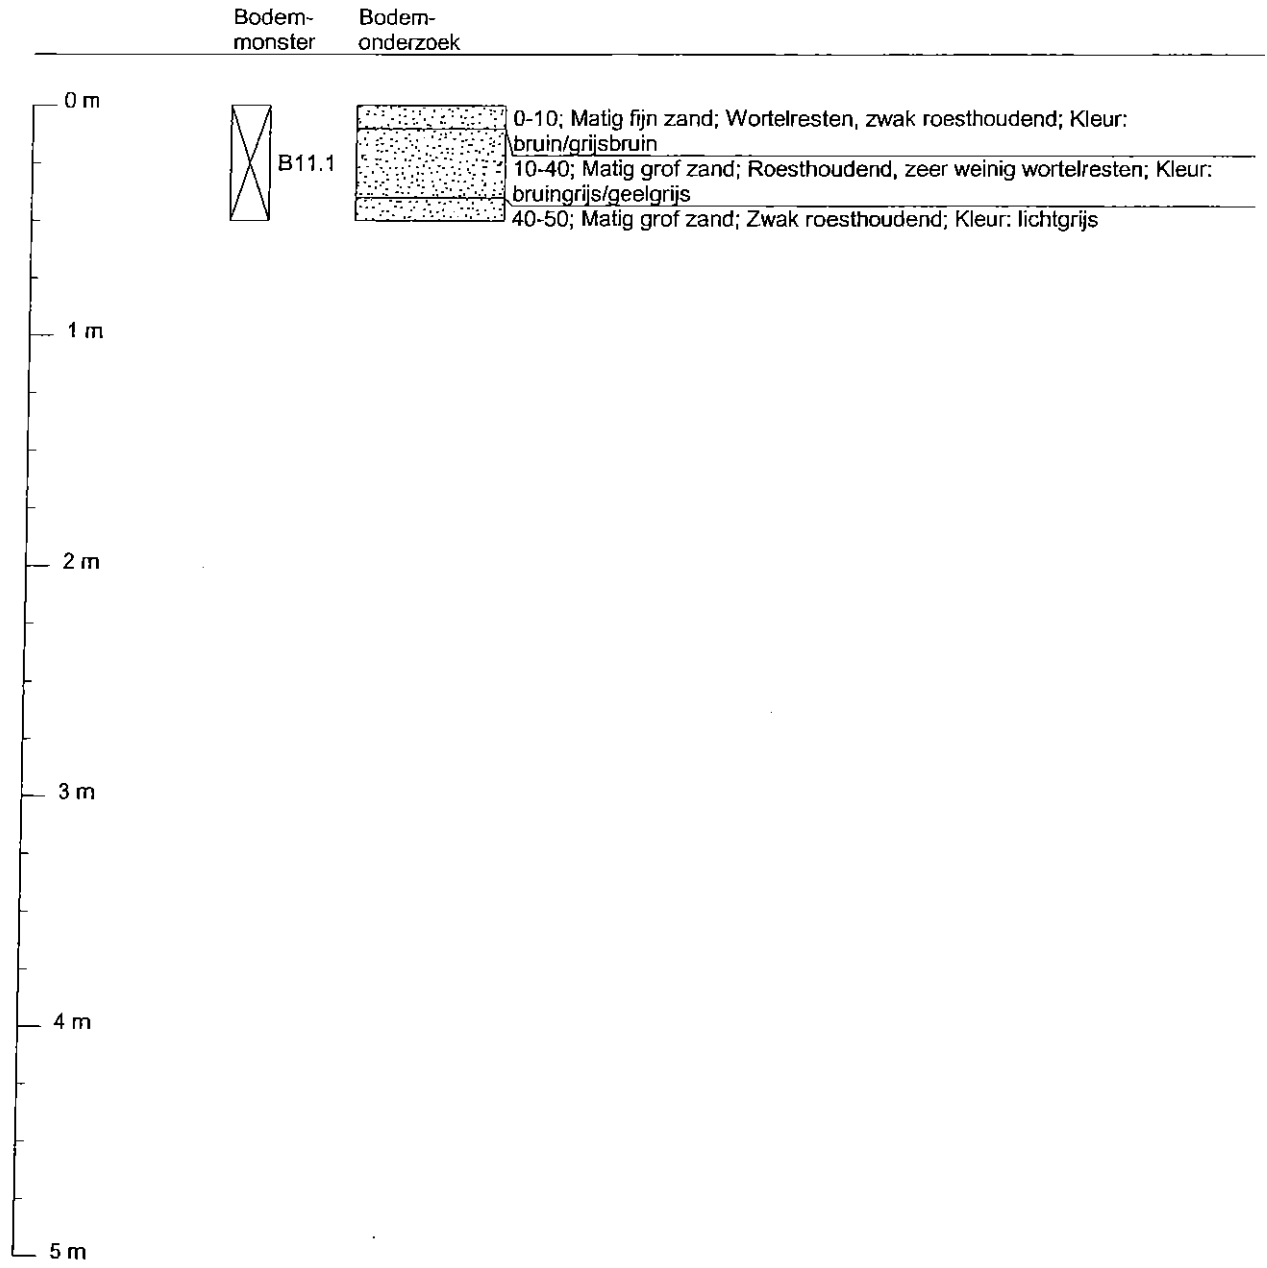 Bodem-
monster
Bodem-
onderzoek
0 m
0-10; Matig fijn zand; Wortelresten, zwak roesthoudend; Kleur:
bruin/grijsbruin
B11.1
10-40; Matig grof zand; Roesthoudend, zeer weinig wortelresten; Kleur:
bruingrijs/geelgrijs
40-50; Matig grof zand; Zwak roesthoudend; Kleur: lichtgrijs
1 m
2 m
3 m
4 m
5 m